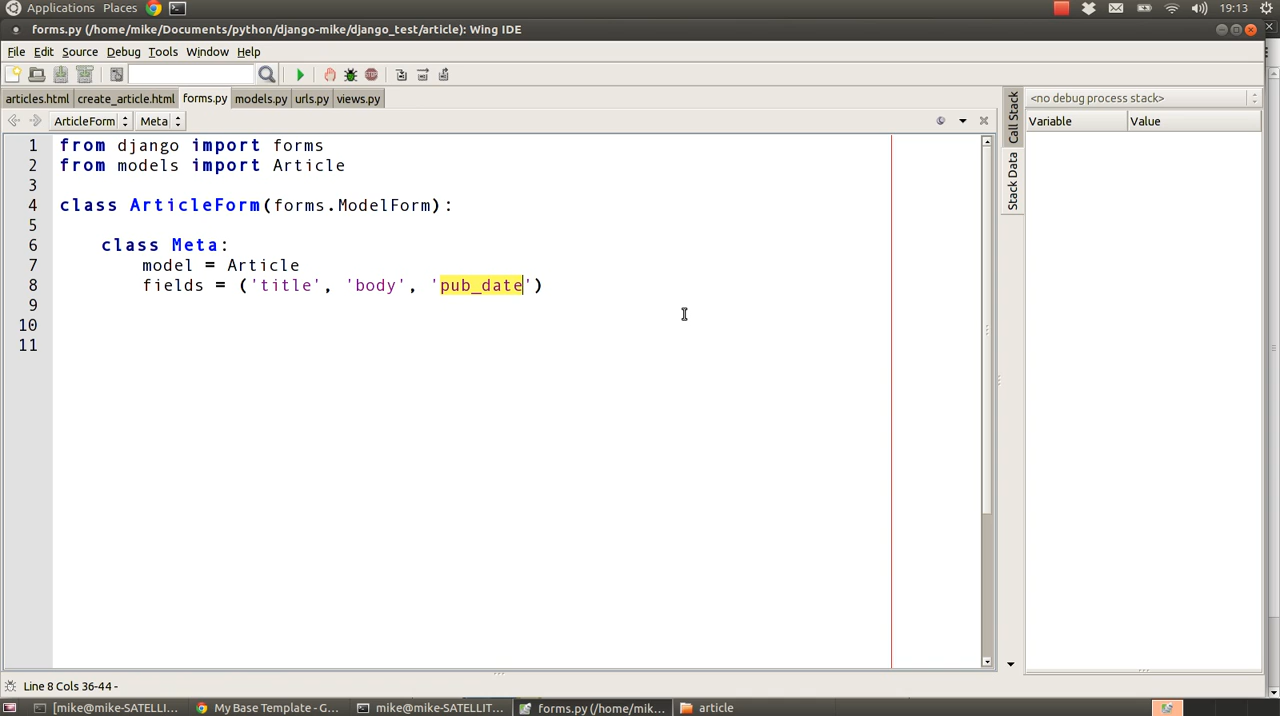 Applications Places 19:13
forms.py (/home/mike/Documents/python/django-mike/django_test/article): Wing IDE
File Edit Source Debug Tools Window Help
articles.html create_article.html forms.py models.py urls.py views.py
ArticleForm Meta
<no debug process stack>
Variable Value
Call Stack
Stack Data
1 from django import forms
2 from models import Article
3
4 class ArticleForm(forms.ModelForm):
5
6 class Meta:
7 model = Article
8 fields = ('title', 'body', 'pub_date')
9
10
11
Line 8 Cols 36-44 -
[mike@mike-SATELLI... My Base Template - G... mike@mike-SATELLIT... forms.py (/home/mik... article